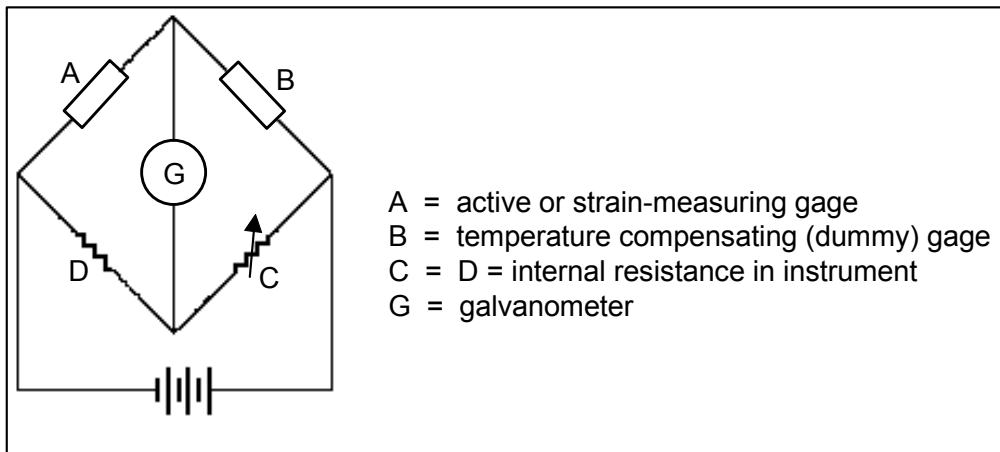 A
B
G
D
C
A = active or strain-measuring gage
B = temperature compensating (dummy) gage
C = D = internal resistance in instrument
G = galvanometer